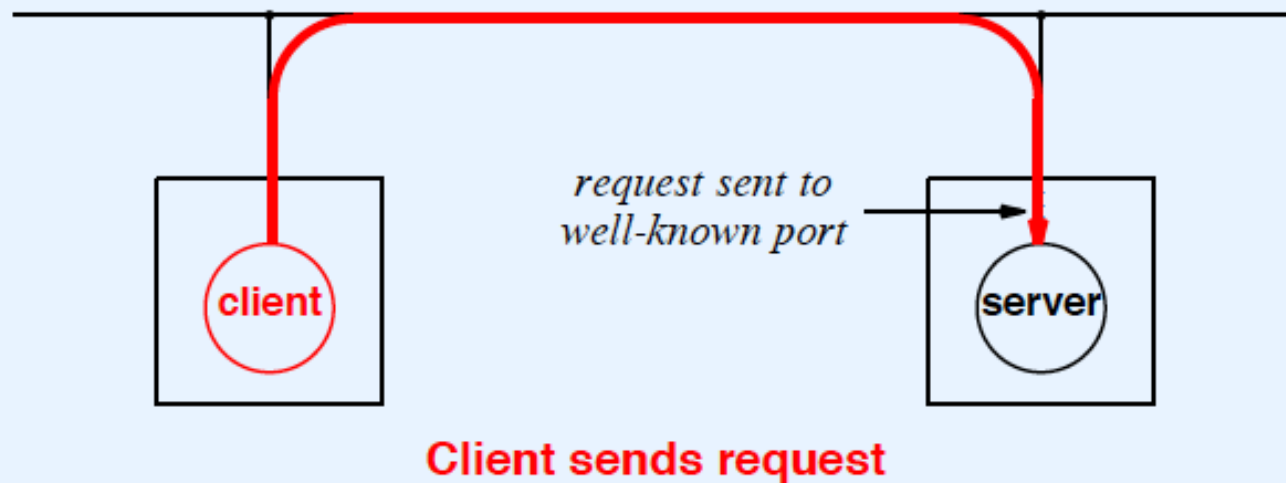 request sent to
well-known port
client
server
Client sends request